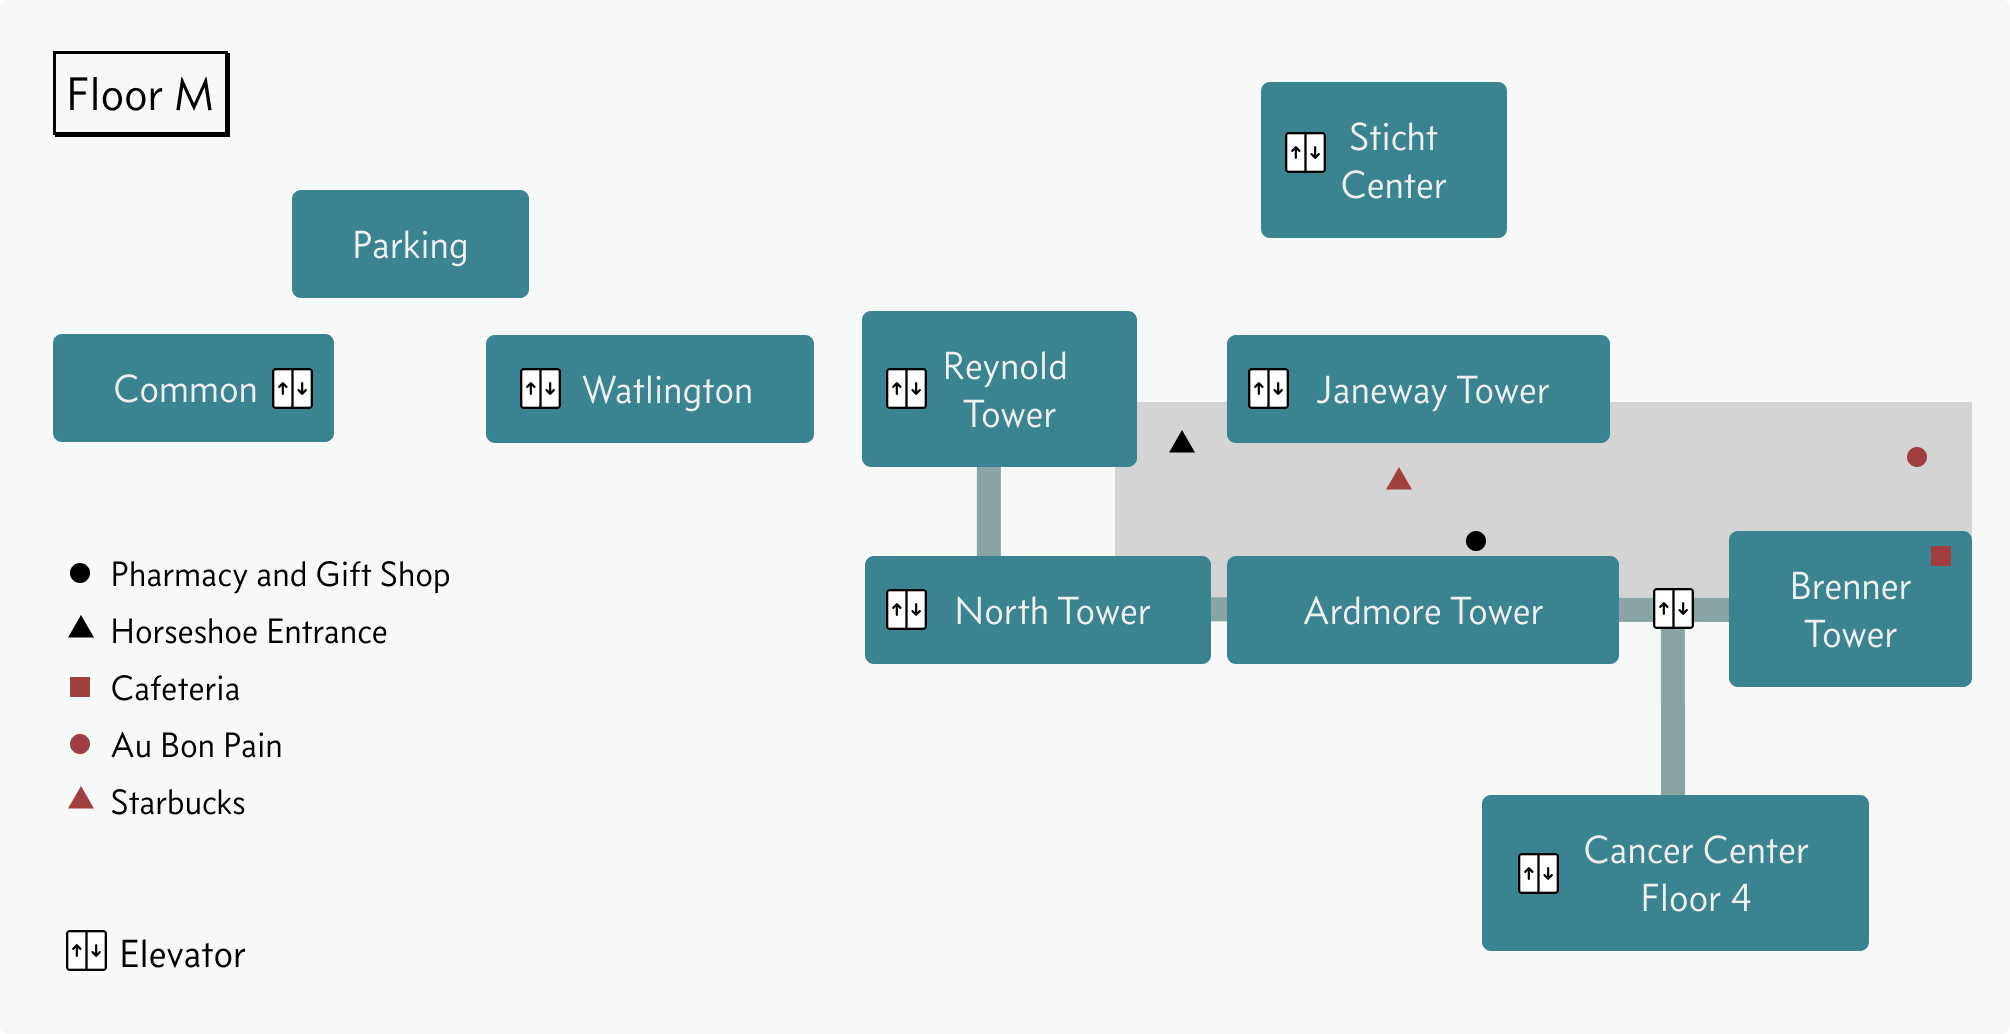 Floor M
Sticht
Center
Parking
Common
Watlington
Reynold
Tower
Janeway Tower
North Tower
Ardmore Tower
Brenner
Tower
Pharmacy and Gift Shop
Horseshoe Entrance
Cafeteria
Au Bon Pain
Starbucks
Cancer Center
Floor 4
Elevator